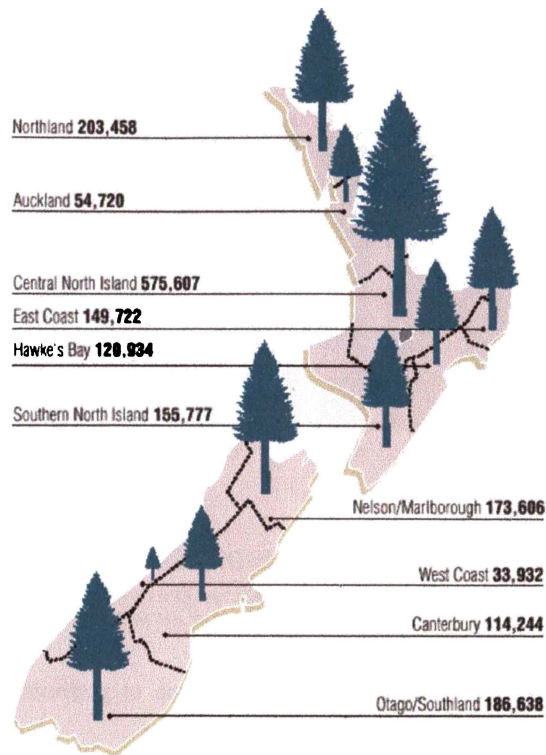 Northland 203,458
Auckland 54,720
Central North Island 575,607
East Coast 149,722
Hawke's Bay 120,934
Southern North Island 155,777
Nelson/Marlborough 173,606
West Coast 33,932
Canterbury 114,244
Otago/Southland 186,638